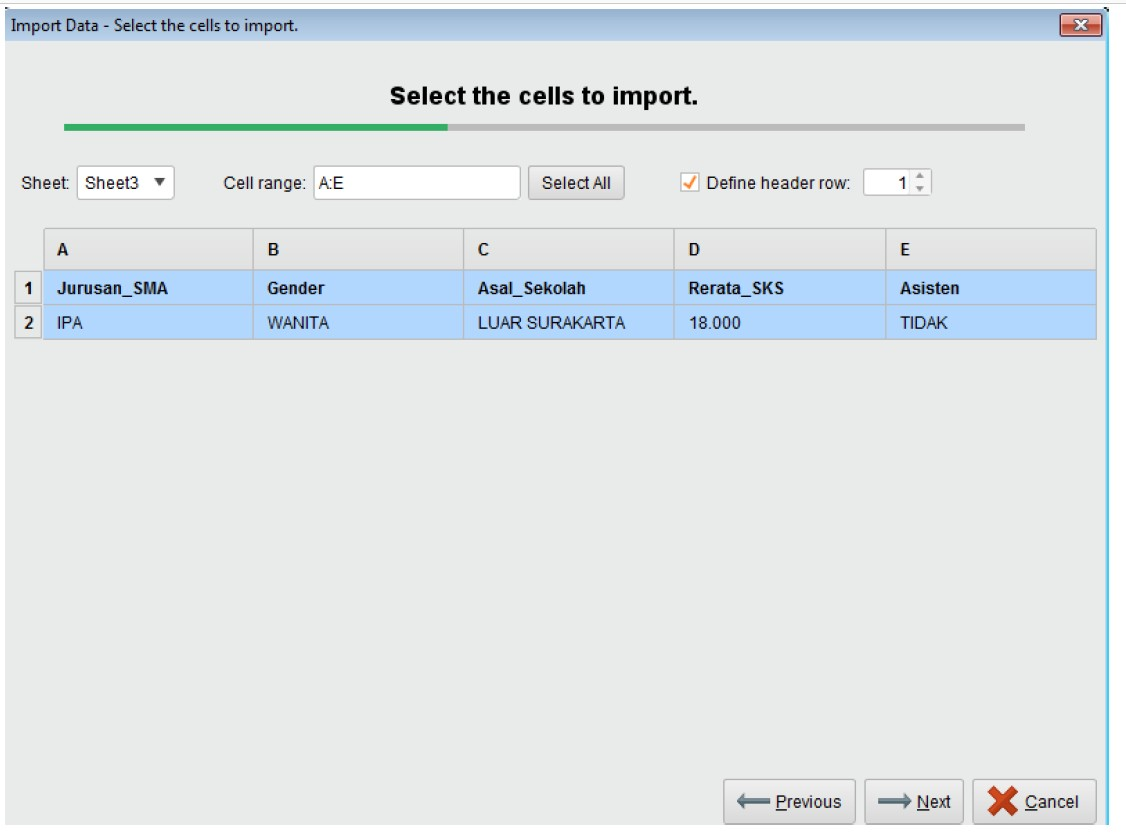 Import Data - Select the cells to import.
Select the cells to import.
Sheet: Sheet3 Cell range: A:E Select All Define header row: 1
A B C D E
1 Jurusan_SMA Gender Asal_Sekolah Rerata_SKS Asisten
2 IPA WANITA LUAR SURAKARTA 18.000 TIDAK
Previous Next Cancel